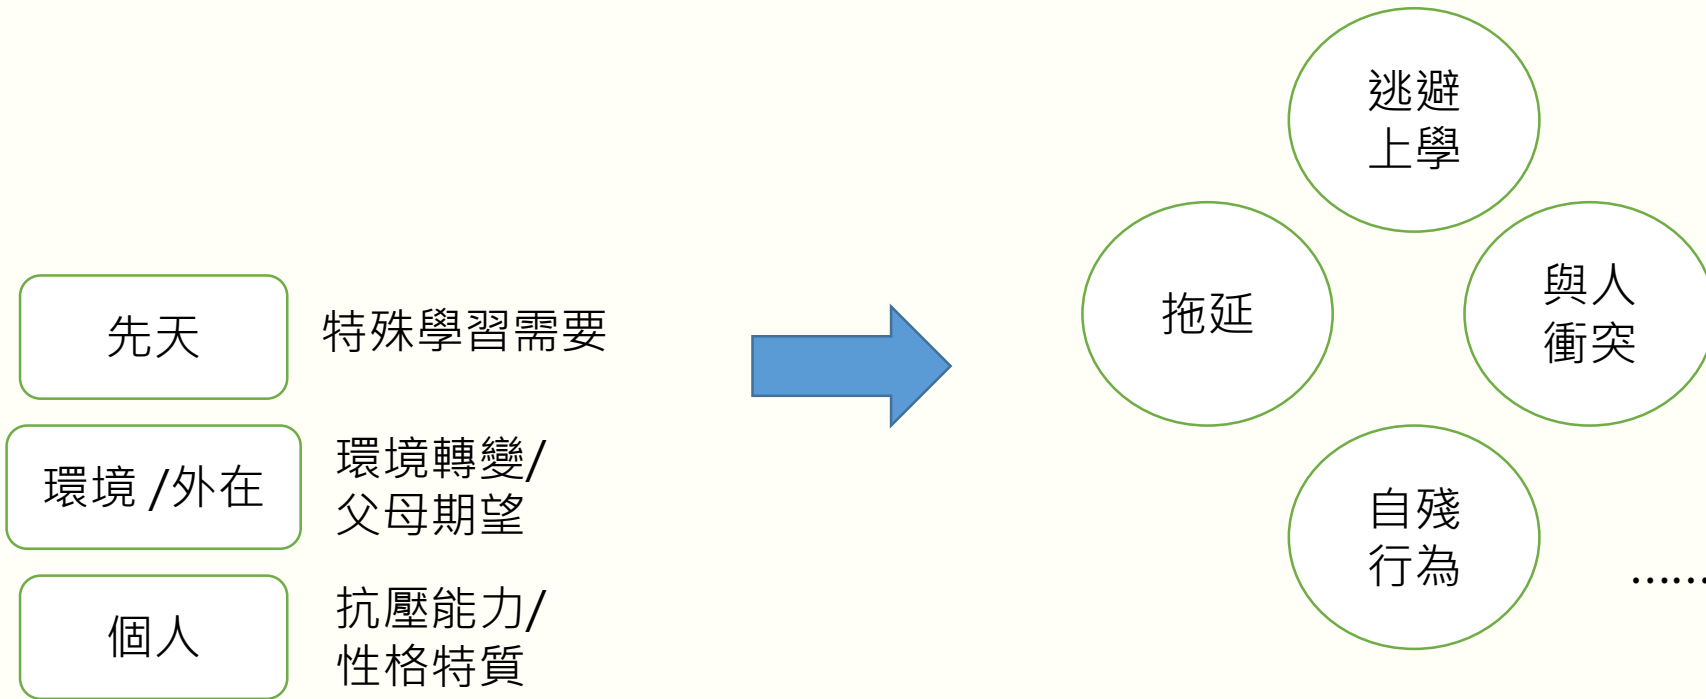 先天
特殊學習需要
環境 /外在
環境轉變/
父母期望
個人
抗壓能力/
性格特質
逃避
上學
拖延
與人
衝突
自殘
行為
......